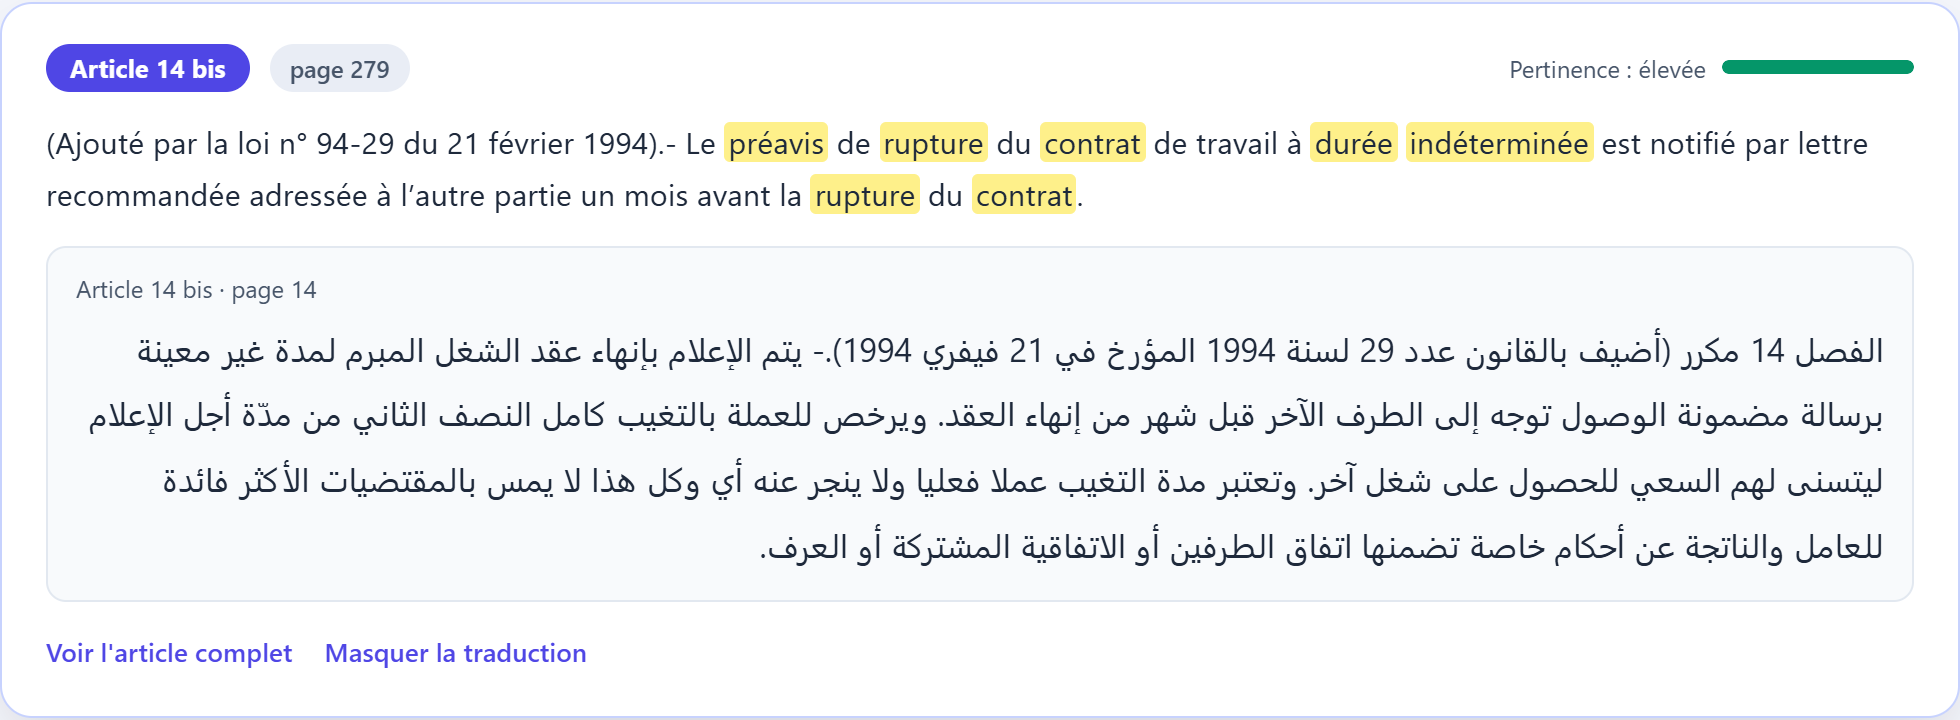 Article 14 bis
page 279
Pertinence : élevée
(Ajouté par la loi n° 94-29 du 21 février 1994).- Le préavis de rupture du contrat de travail à durée indéterminée est notifié par lettre
recommandée adressée à l’autre partie un mois avant la rupture du contrat.
Article 14 bis · page 14
الفصل 14 مكرر (أضيف بالقانون عدد 29 لسنة 1994 المؤرخ في 21 فيفري 1994).- يتم الإعلام بإنهاء عقد الشغل المبرم لمدة غير معينة
برسالة مضمونة الوصول توجه إلى الطرف الآخر قبل شهر من إنهاء العقد. ويرخص للعملة بالتغيب كامل النصف الثاني من مدّة أجل الإعلام
ليتسنى لهم السعي للحصول على شغل آخر. وتعتبر مدة التغيب عملا فعليا ولا ينجر عنه أي وكل هذا لا يمس بالمقتضيات الأكثر فائدة
للعامل والناتجة عن أحكام خاصة تضمنها اتفاق الطرفين أو الاتفاقية المشتركة أو العرف.
Voir l'article complet
Masquer la traduction